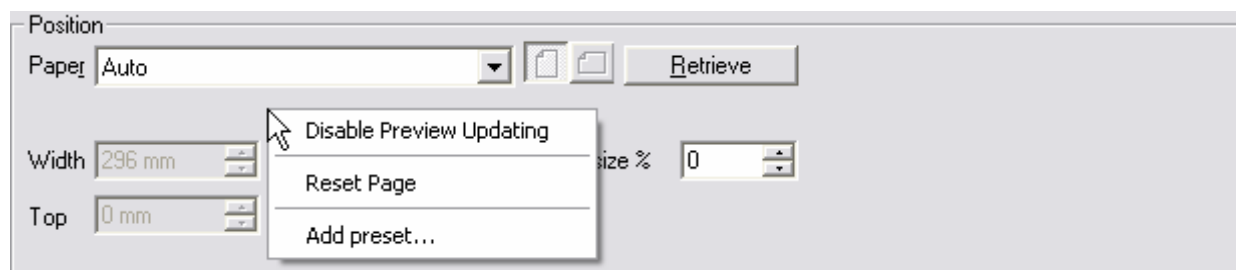 Position
Paper Auto Retrieve
Disable Preview Updating
Width 296 mm size % 0
Reset Page
Top 0 mm
Add preset...